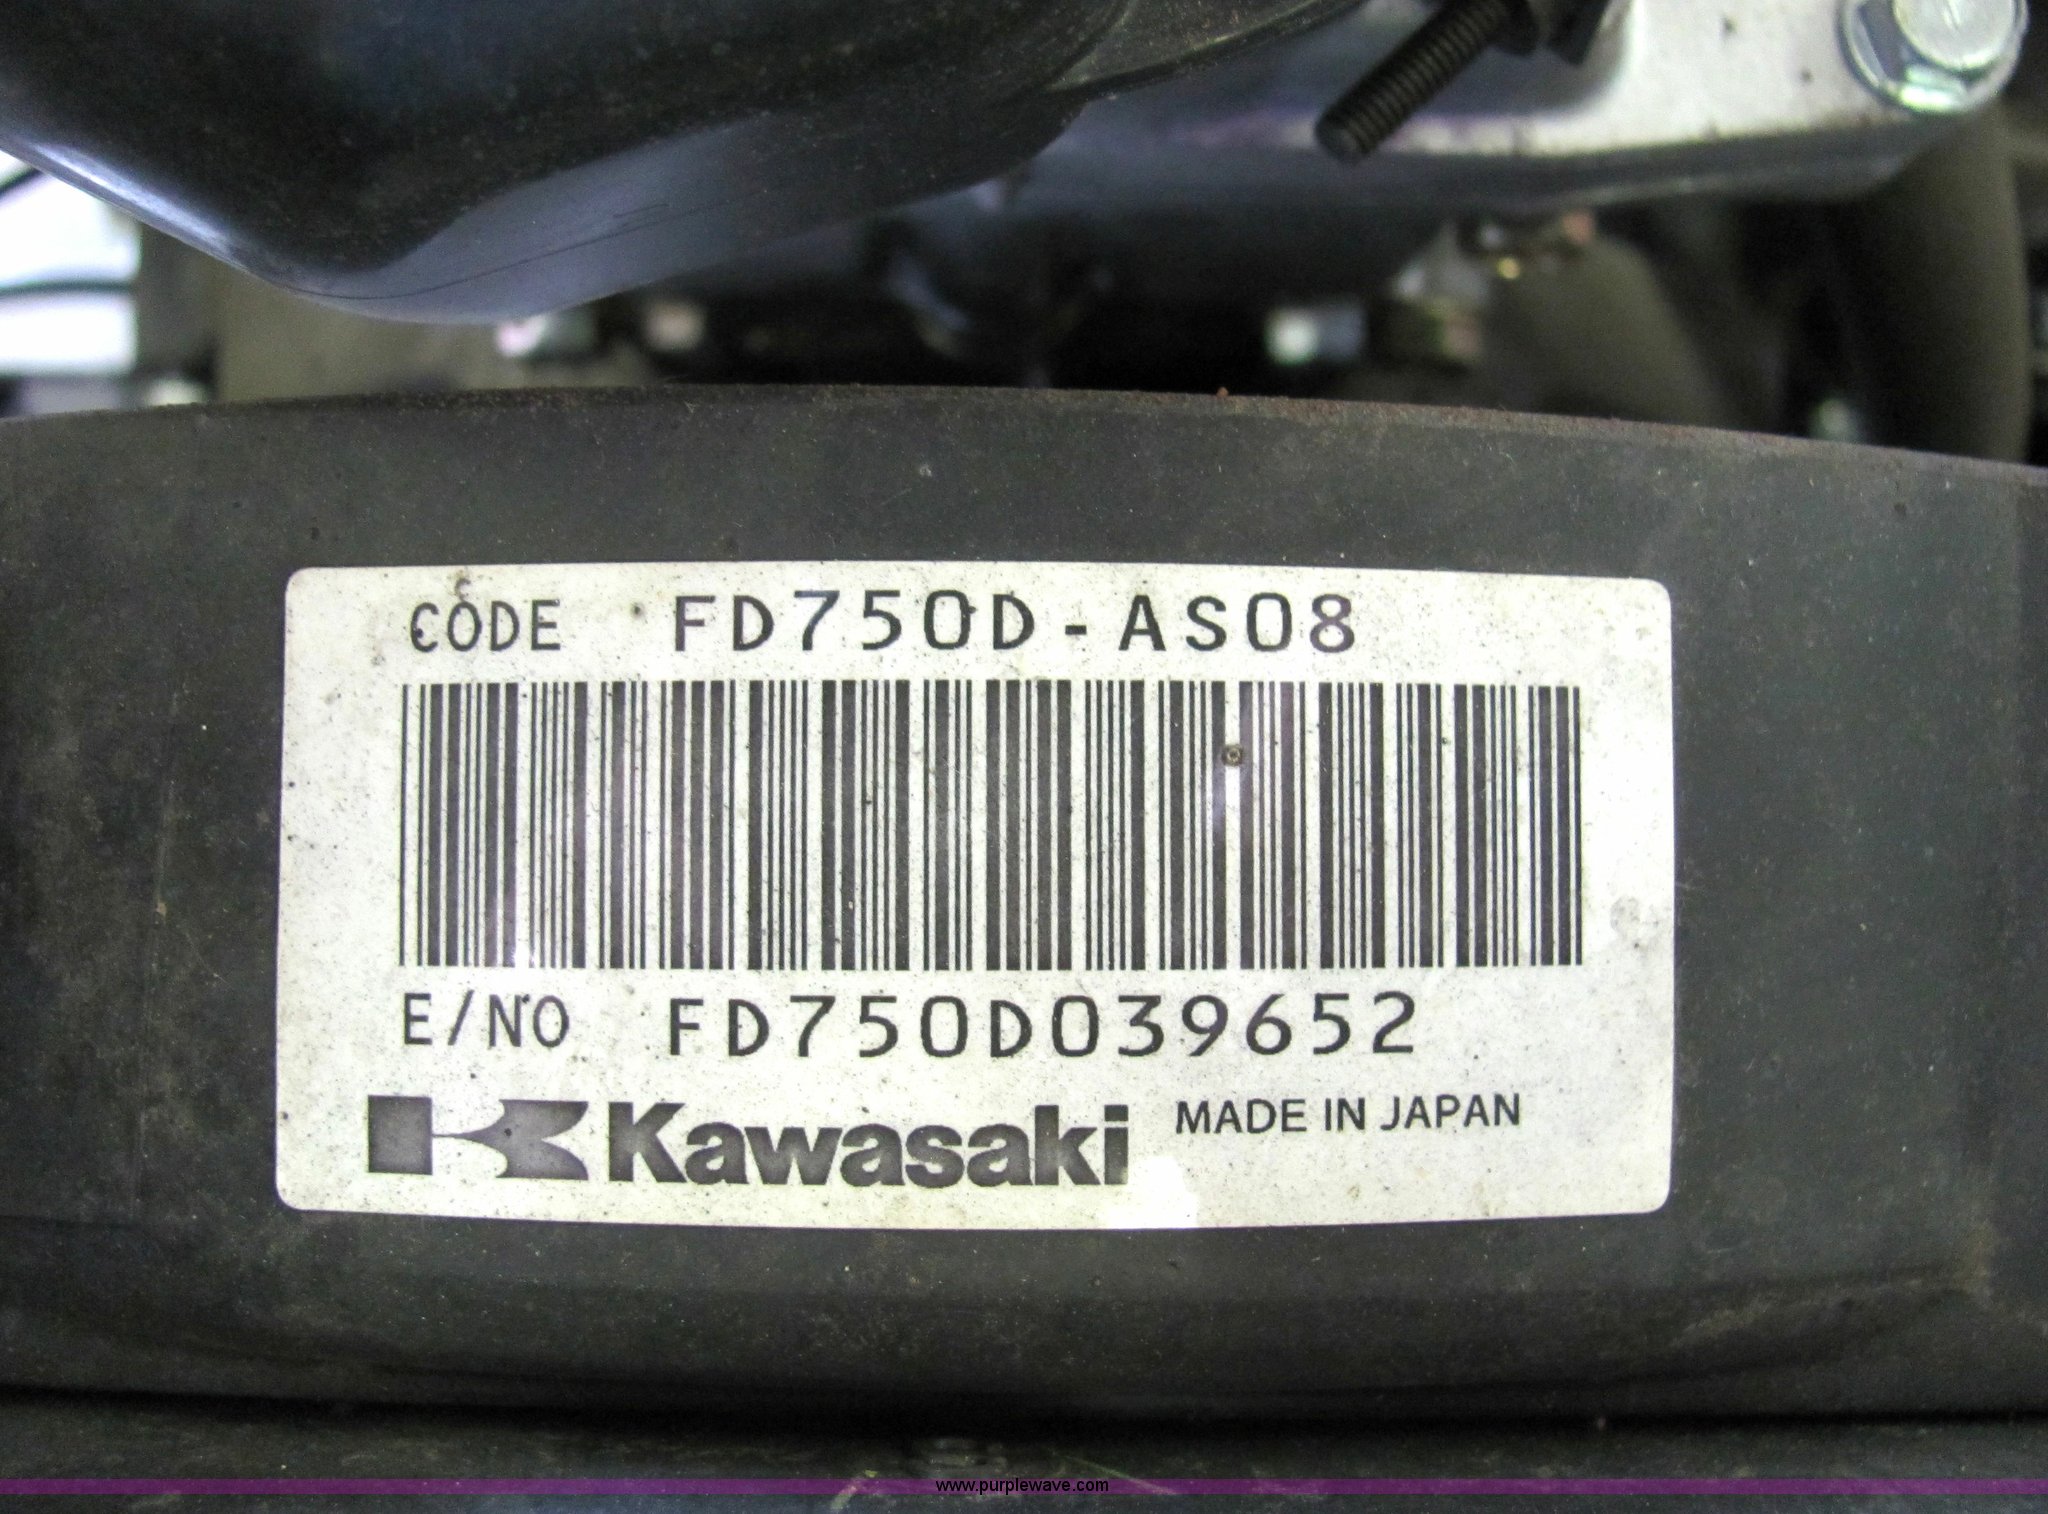 CODE FD750D-AS08
E/NO FD750D039652
Kawasaki MADE IN JAPAN
www.purplewave.com